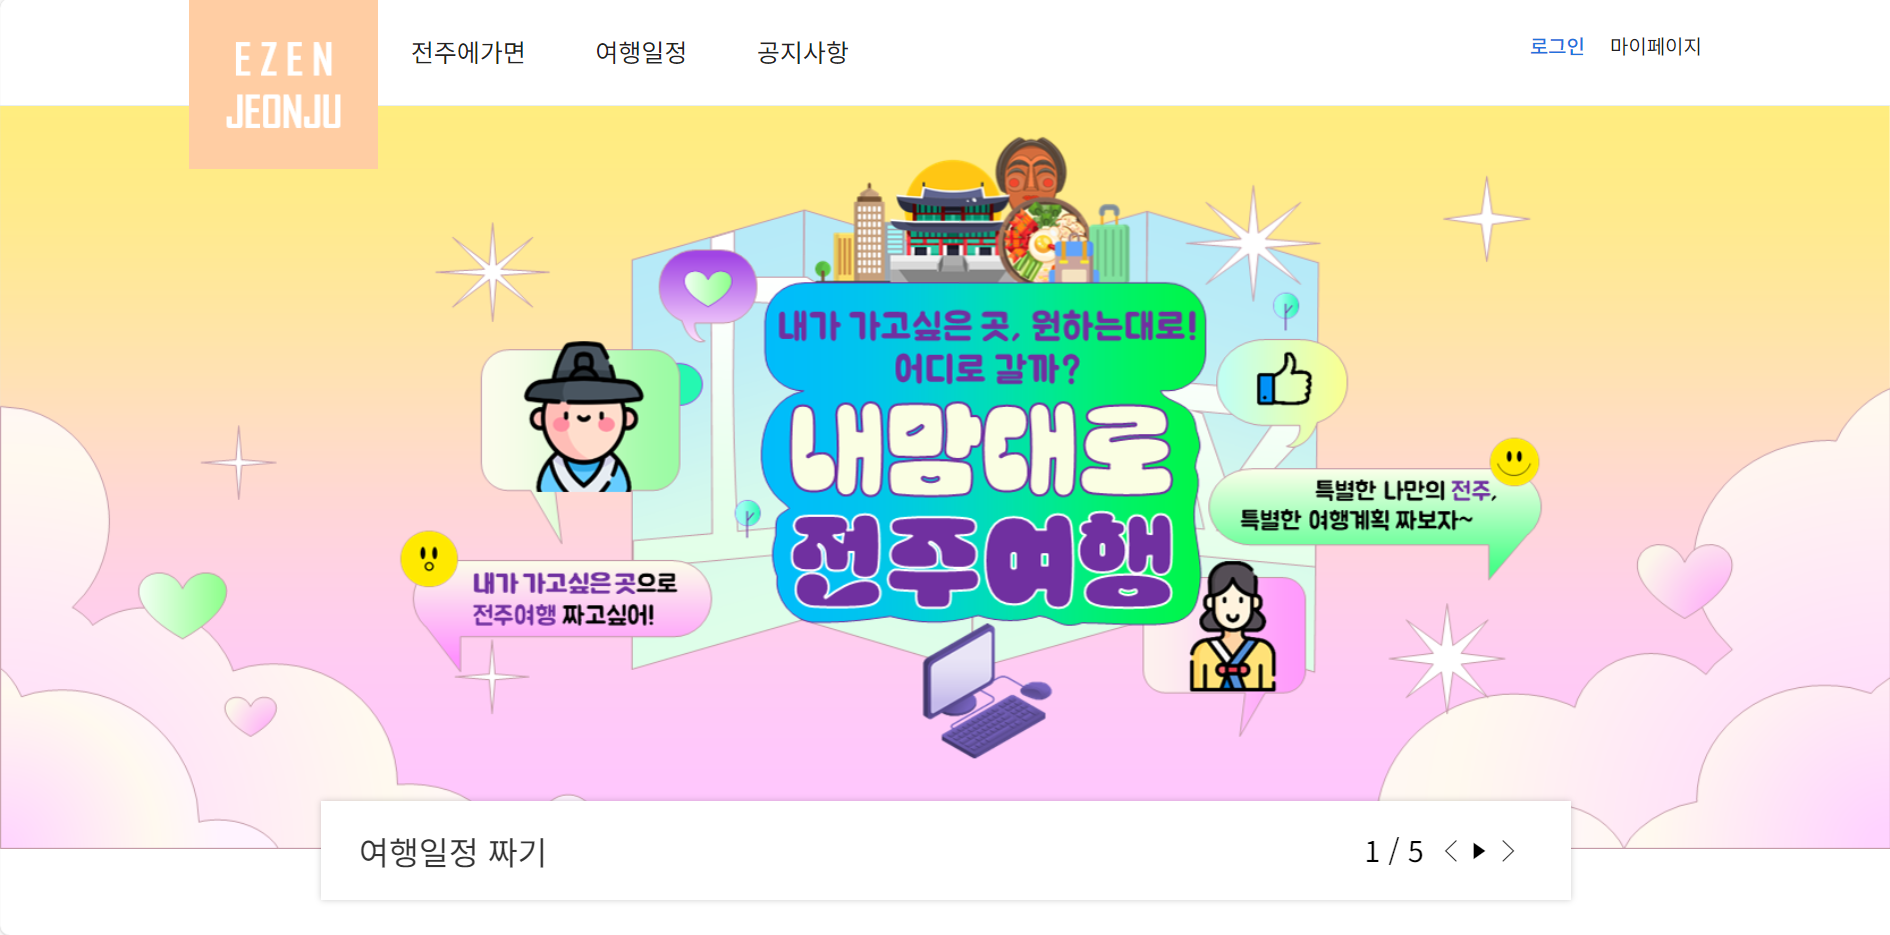 EZEN
JEONJU
전주에가면
여행일정
공지사항
로그인
마이페이지
내가 가고싶은 곳, 원하는대로!
어디로 갈까?
내맘대로
전주여행
특별한 나만의 전주,
특별한 여행계획 짜보자~
내가 가고싶은 곳으로
전주여행 짜고싶어!
여행일정 짜기
1 / 5